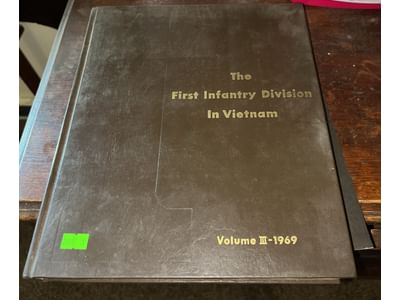 The
First Infantry Division
In Vietnam
Volume III-1969